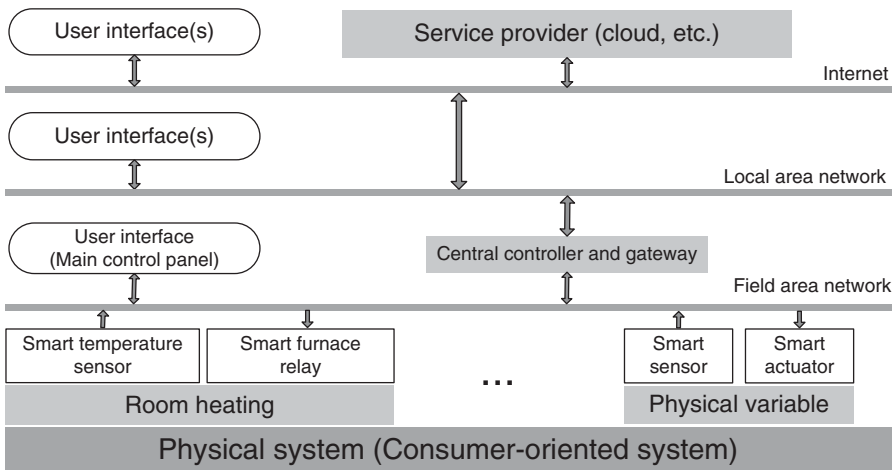 User interface(s)
Service provider (cloud, etc.)
Internet
User interface(s)
Local area network
User interface
(Main control panel)
Central controller and gateway
Field area network
Smart temperature
sensor
Smart furnace
relay
...
Smart
sensor
Smart
actuator
Room heating
Physical variable
Physical system (Consumer-oriented system)